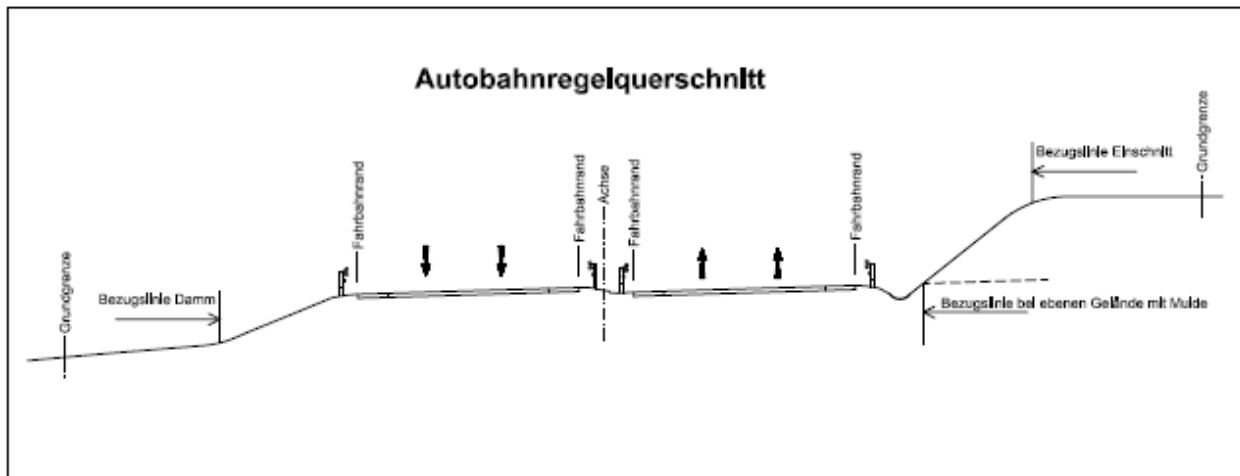 Autobahnregelquerschnitt
Grundgrenze
Bezugslinie Damm
Fahrbahnrand
Fahrbahnrand
Achse
Fahrbahnrand
Fahrbahnrand
Bezugslinie Einschnitt
Grundgrenze
Bezugslinie bei ebenen Gelände mit Mulde